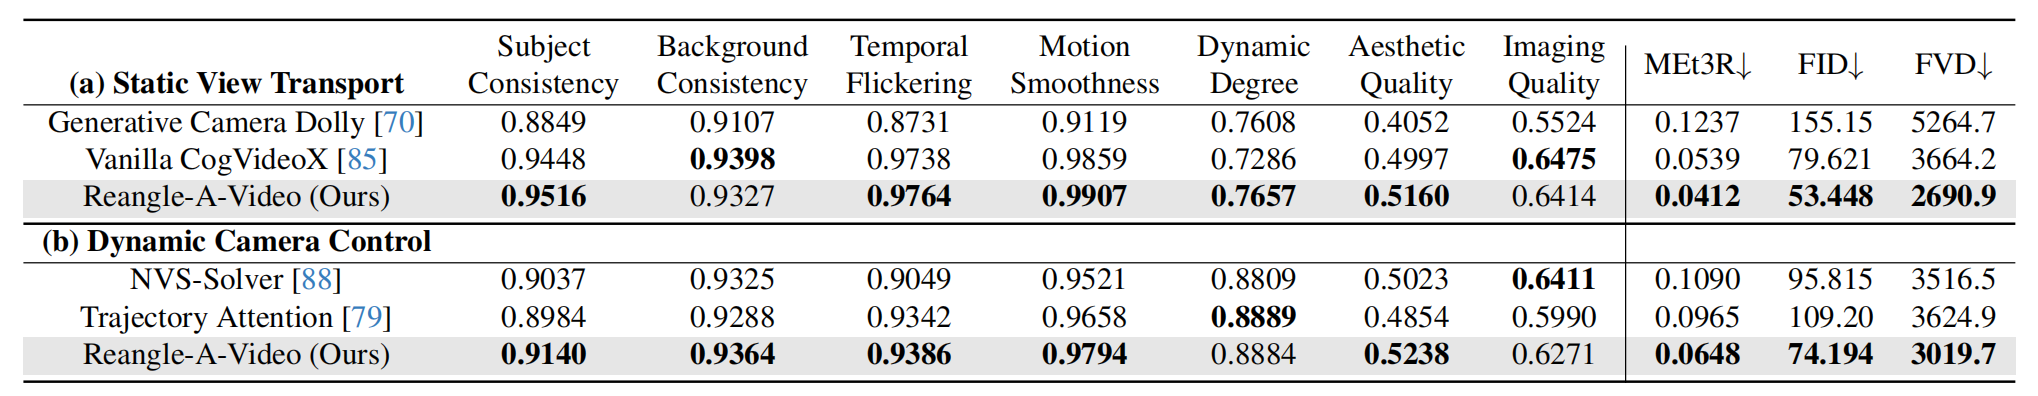 (a) Static View Transport Subject Consistency Background Consistency Temporal Flickering Motion Smoothness Dynamic Degree Aesthetic Quality Imaging Quality MEt3R↓ FID↓ FVD↓
Generative Camera Dolly [70] 0.8849 0.9107 0.8731 0.9119 0.7608 0.4052 0.5524 0.1237 155.15 5264.7
Vanilla CogVideoX [85] 0.9448 0.9398 0.9738 0.9859 0.7286 0.4997 0.6475 0.0539 79.621 3664.2
Reangle-A-Video (Ours) 0.9516 0.9327 0.9764 0.9907 0.7657 0.5160 0.6414 0.0412 53.448 2690.9
(b) Dynamic Camera Control
NVS-Solver [88] 0.9037 0.9325 0.9049 0.9521 0.8809 0.5023 0.6411 0.1090 95.815 3516.5
Trajectory Attention [79] 0.8984 0.9288 0.9342 0.9658 0.8889 0.4854 0.5990 0.0965 109.20 3624.9
Reangle-A-Video (Ours) 0.9140 0.9364 0.9386 0.9794 0.8884 0.5238 0.6271 0.0648 74.194 3019.7